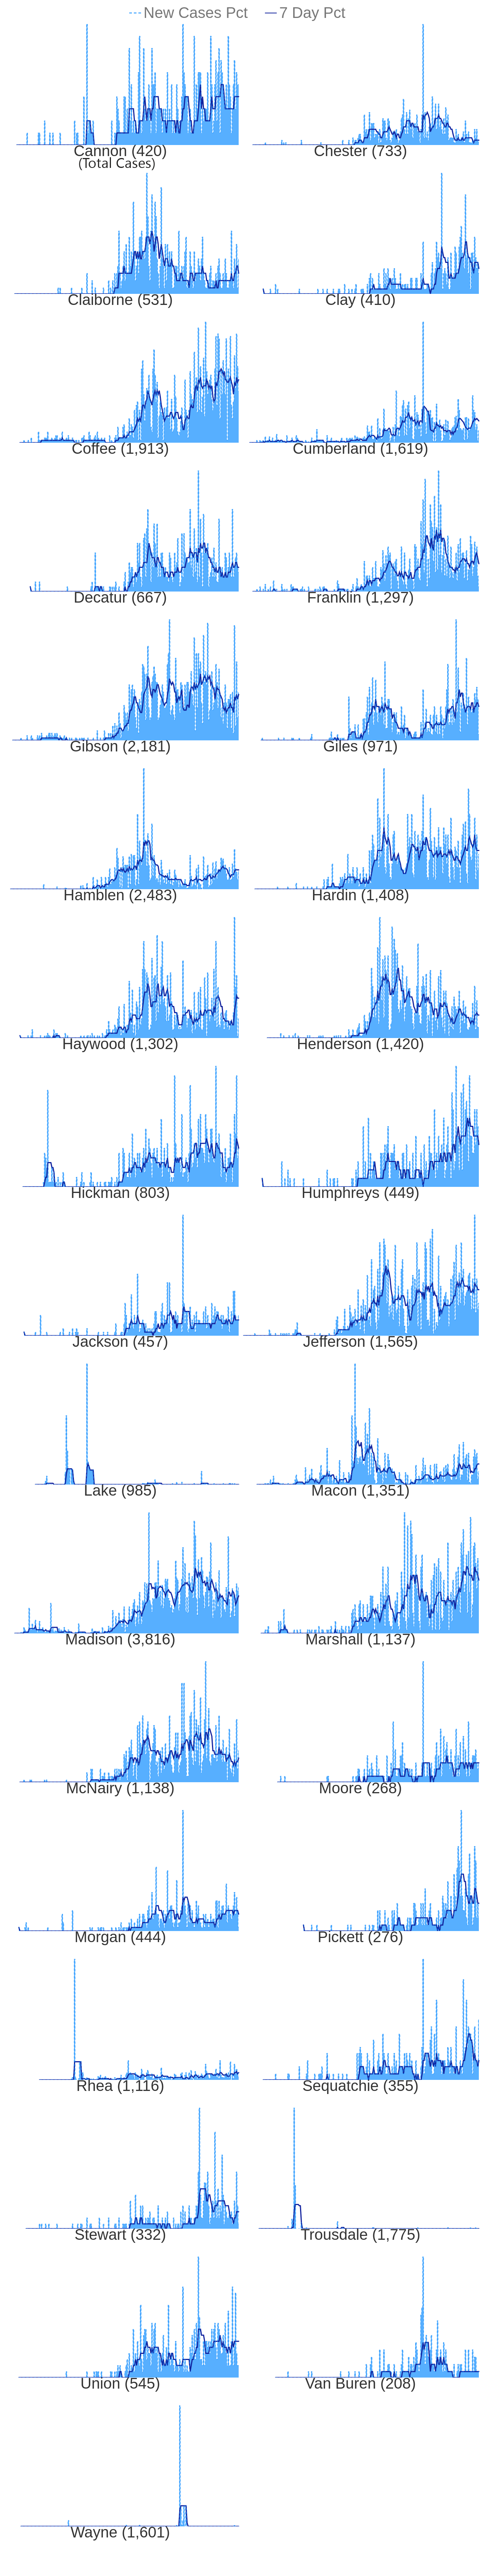 New Cases Pct 7 Day Pct
Cannon (420) Chester (733)
(Total Cases)
Claiborne (531) Clay (410)
Coffee (1,913) Cumberland (1,619)
Decatur (667) Franklin (1,297)
Gibson (2,181) Giles (971)
Hamblen (2,483) Hardin (1,408)
Haywood (1,302) Henderson (1,420)
Hickman (803) Humphreys (449)
Jackson (457) Jefferson (1,565)
Lake (985) Macon (1,351)
Madison (3,816) Marshall (1,137)
McNairy (1,138) Moore (268)
Morgan (444) Pickett (276)
Rhea (1,116) Sequatchie (355)
Stewart (332) Trousdale (1,775)
Union (545) Van Buren (208)
Wayne (1,601)